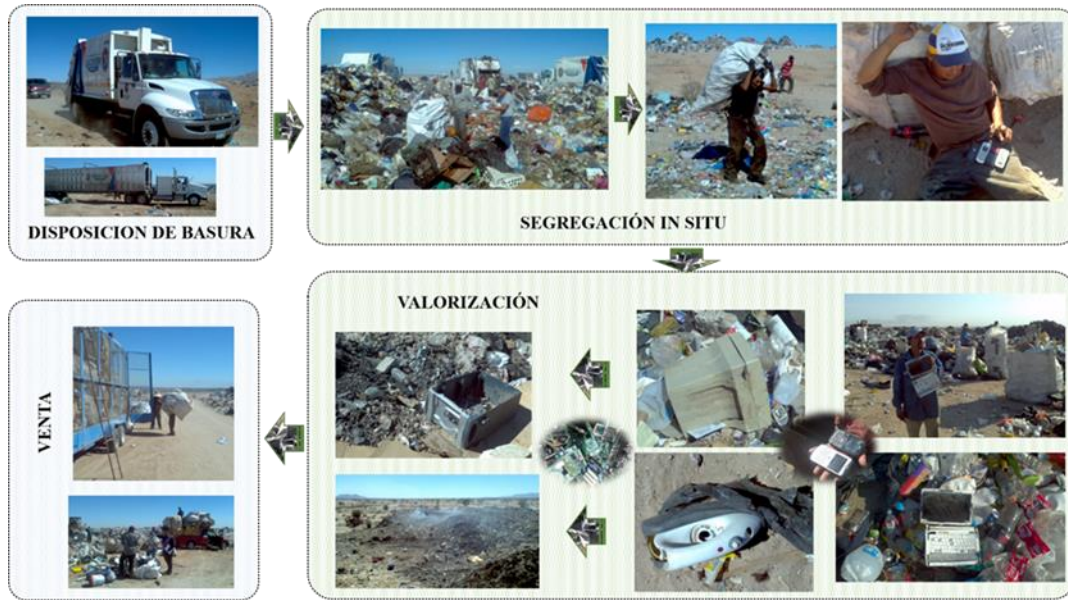 DISPOSICION DE BASURA
SEGREGACIÓN IN SITU
VALORIZACIÓN
VENTA